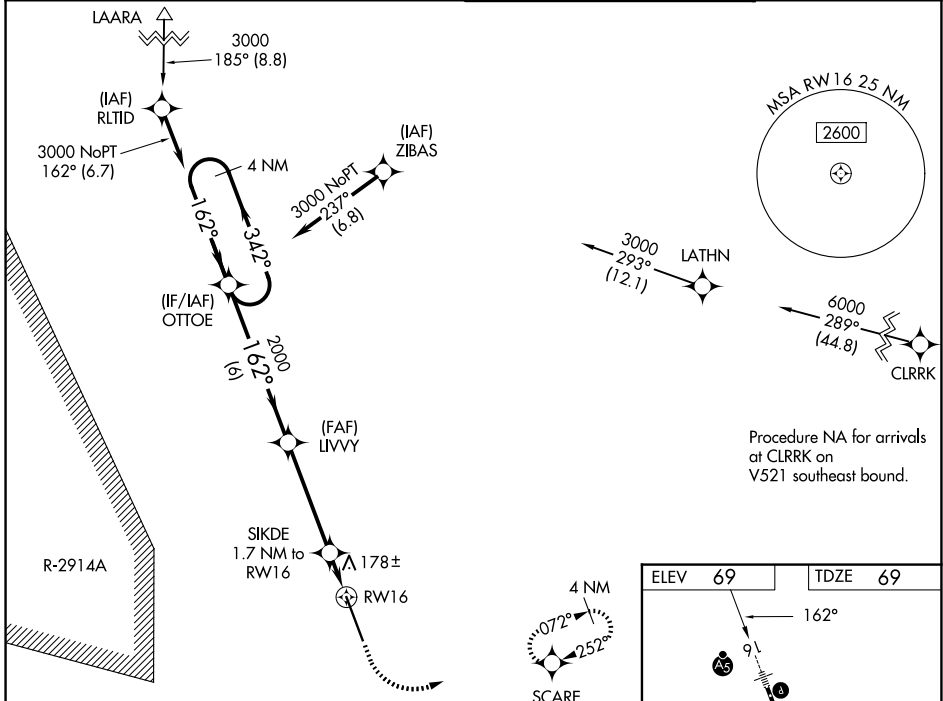 LAARA
3000
185° (8.8)
(IAF)
RLTID
3000 NoPT
162° (6.7)
4 NM
(IAF)
ZIBAS
3000 NoPT
237°
(6.8)
162°
342°
(IF/IAF)
OTTOE
2000
162°
(6)
(FAF)
LIVVY
SIKDE
1.7 NM to
RW16
178±
RW16
R-2914A
MSA RW16 25 NM
2600
3000
293°
(12.1)
LATHN
6000
289°
(44.8)
CLRRK
Procedure NA for arrivals
at CLRRK on
V521 southeast bound.
4 NM
072°
252°
SCARF
ELEV 69
TDZE 69
162°
16
A5